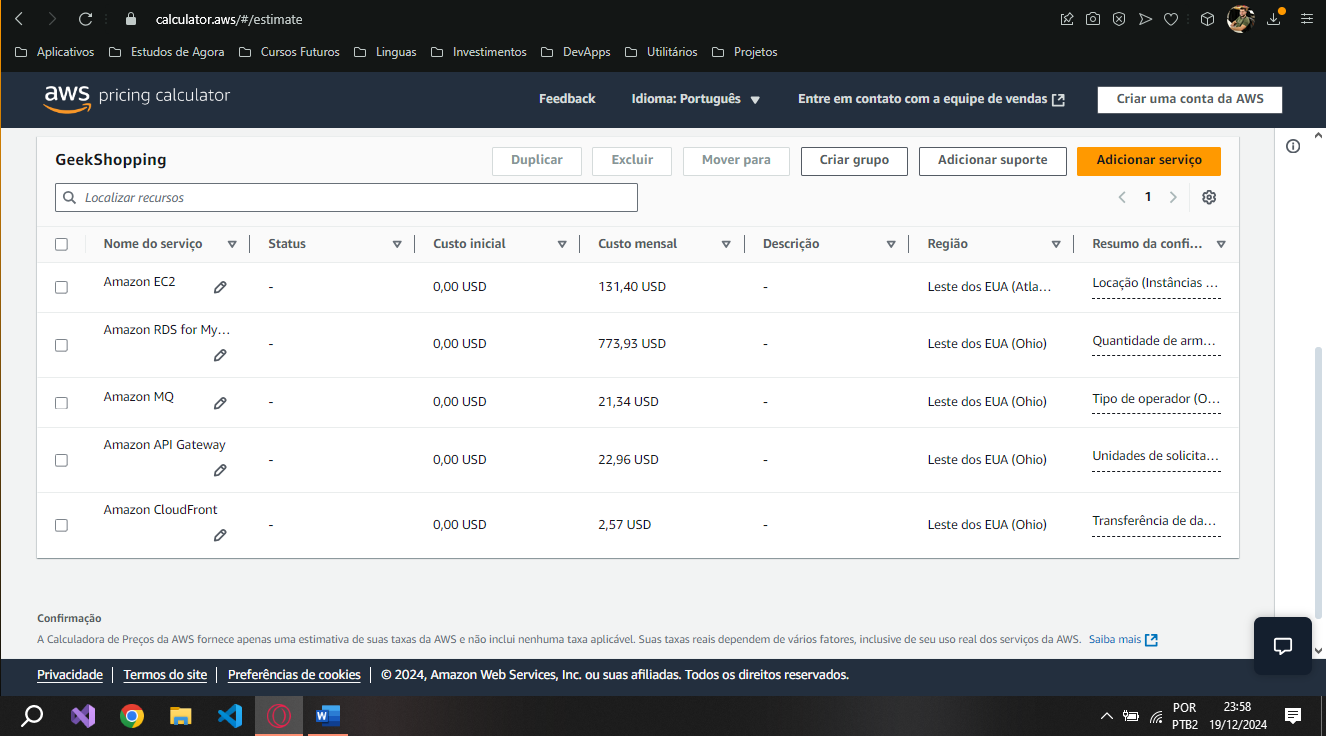 calculator.aws/#/estimate
Aplicativos Estudos de Agora Cursos Futuros Linguas Investimentos DevApps Utilitários Projetos
aws pricing calculator Feedback Idioma: Português Entre em contato com a equipe de vendas Criar uma conta da AWS
GeekShopping Duplicar Excluir Mover para Criar grupo Adicionar suporte Adicionar serviço
Localizar recursos 1
Nome do serviço Status Custo inicial Custo mensal Descrição Região Resumo da confi...
Amazon EC2 - 0,00 USD 131,40 USD - Leste dos EUA (Atla... Locação (Instâncias ...
Amazon RDS for My... - 0,00 USD 773,93 USD - Leste dos EUA (Ohio) Quantidade de arm...
Amazon MQ - 0,00 USD 21,34 USD - Leste dos EUA (Ohio) Tipo de operador (O...
Amazon API Gateway - 0,00 USD 22,96 USD - Leste dos EUA (Ohio) Unidades de solicita...
Amazon CloudFront - 0,00 USD 2,57 USD - Leste dos EUA (Ohio) Transferência de da...
Confirmação
A Calculadora de Preços da AWS fornece apenas uma estimativa de suas taxas da AWS e não inclui nenhuma taxa aplicável. Suas taxas reais dependem de vários fatores, inclusive de seu uso real dos serviços da AWS. Saiba mais
Privacidade Termos do site Preferências de cookies © 2024, Amazon Web Services, Inc. ou suas afiliadas. Todos os direitos reservados.
POR 23:58
PTB2 19/12/2024